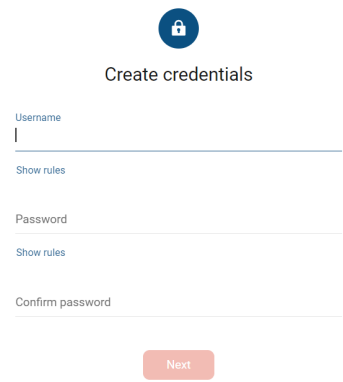 Create credentials
Username
Show rules
Password
Show rules
Confirm password
Next